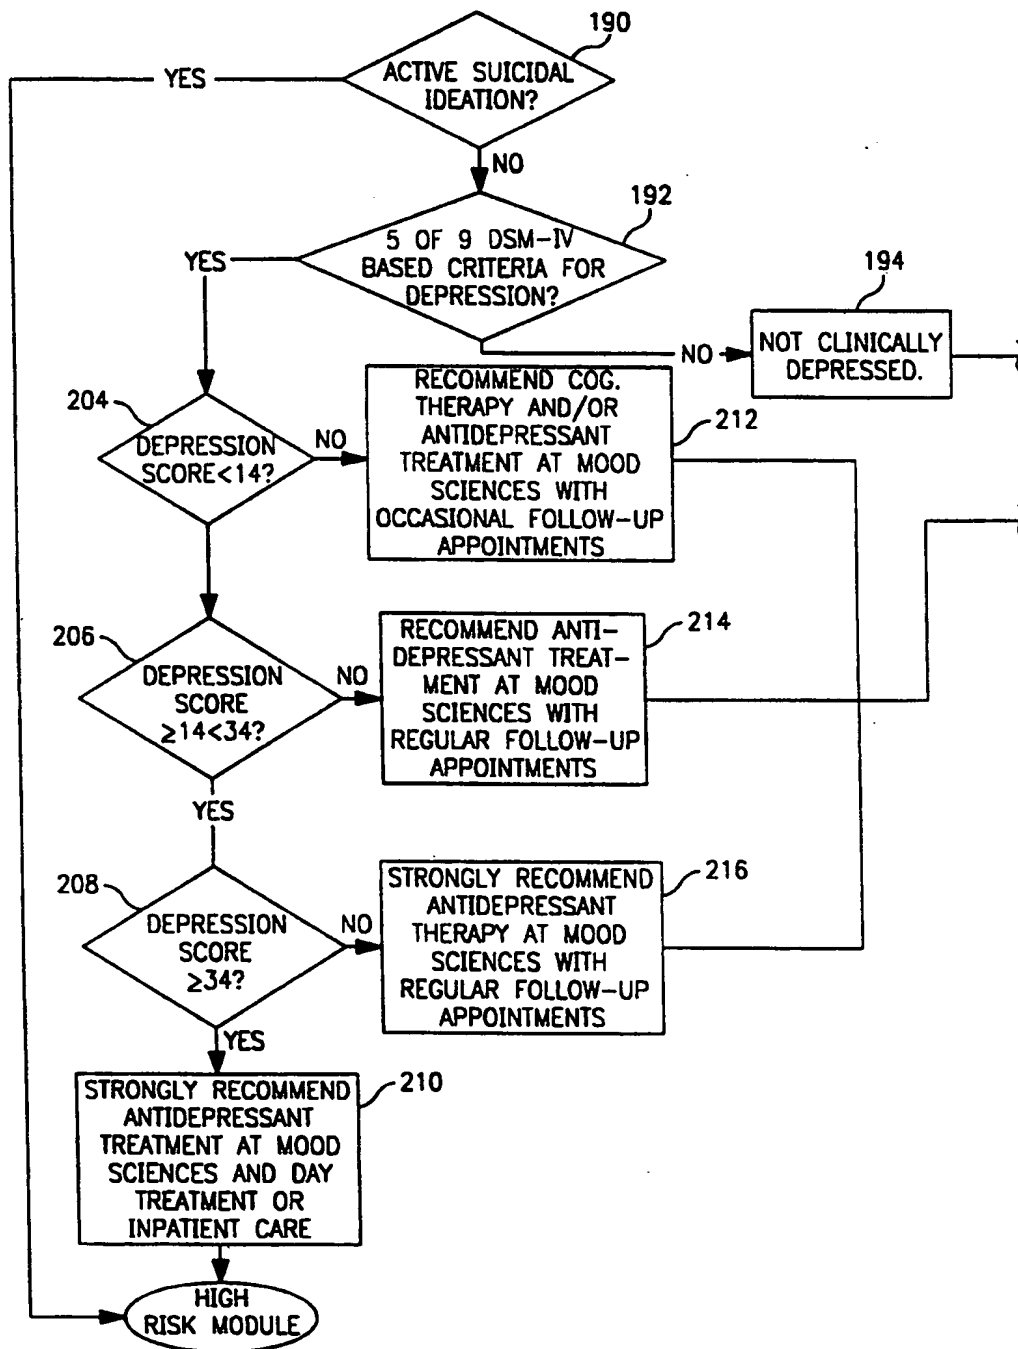 190
YES
ACTIVE SUICIDAL
IDEATION?
NO
192
5 OF 9 DSM-IV
BASED CRITERIA FOR
DEPRESSION?
YES
194
NO
NOT CLINICALLY
DEPRESSED.
204
DEPRESSION
SCORE<14?
NO
RECOMMEND COG.
THERAPY AND/OR
ANTIDEPRESSANT
TREATMENT AT MOOD
SCIENCES WITH
OCCASIONAL FOLLOW-UP
APPOINTMENTS
212
206
DEPRESSION
SCORE
≥14<34?
NO
RECOMMEND ANTI-
DEPRESSANT TREAT-
MENT AT MOOD
SCIENCES WITH
REGULAR FOLLOW-UP
APPOINTMENTS
214
YES
208
DEPRESSION
SCORE
≥34?
NO
STRONGLY RECOMMEND
ANTIDEPRESSANT
THERAPY AT MOOD
SCIENCES WITH
REGULAR FOLLOW-UP
APPOINTMENTS
216
YES
STRONGLY RECOMMEND
ANTIDEPRESSANT
TREATMENT AT MOOD
SCIENCES AND DAY
TREATMENT OR
INPATIENT CARE
210
HIGH
RISK MODULE